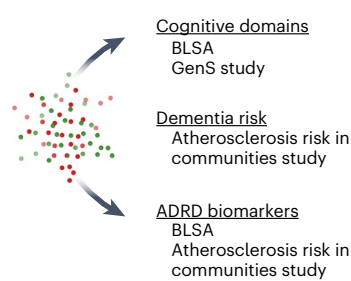 Cognitive domains
BLSA
GenS study
Dementia risk
Atherosclerosis risk in
communities study
ADRD biomarkers
BLSA
Atherosclerosis risk in
communities study